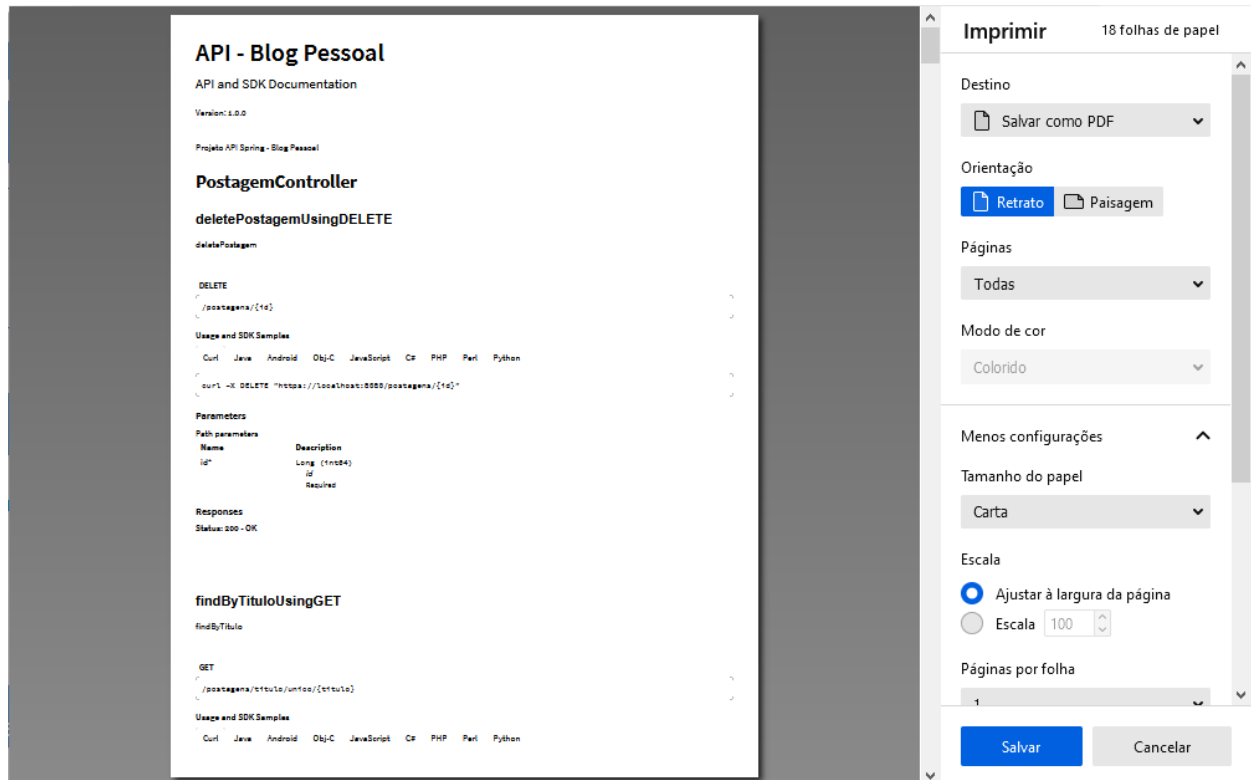 API - Blog Pessoal
API and SDK Documentation
Version: 1.0.0
Projeto API Spring - Blog Pessoal
PostagemController
deletePostagemUsingDELETE
deletePostagem
DELETE
/postagens/{id}
Usage and SDK Samples
Curl Java Android Obj-C JavaScript C# PHP Perl Python
curl -X DELETE "https://localhost:8080/postagens/{id}"
Parameters
Path parameters
Name Description
id* Long (int64)
id
Required
Responses
Status: 200 - OK
findByTituloUsingGET
findByTitulo
GET
/postagens/titulo/unico/{titulo}
Usage and SDK Samples
Curl Java Android Obj-C JavaScript C# PHP Perl Python
Imprimir 18 folhas de papel
Destino
Salvar como PDF
Orientação
Retrato Paisagem
Páginas
Todas
Modo de cor
Colorido
Menos configurações
Tamanho do papel
Carta
Escala
Ajustar à largura da página
Escala 100
Páginas por folha
1
Salvar Cancelar